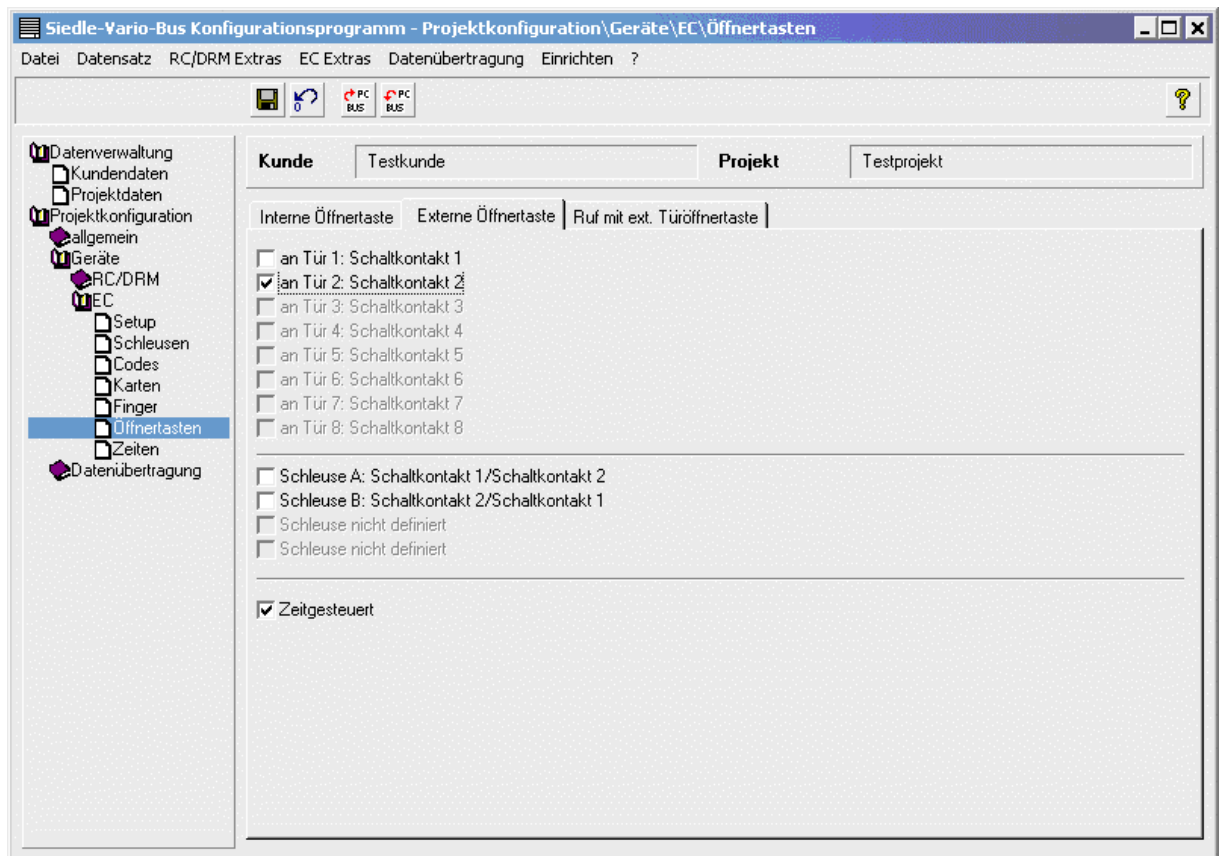 Siedle-Vario-Bus Konfigurationsprogramm - Projektkonfiguration\Geräte\EC\Öffnertasten
Datei Datensatz RC/DRM Extras EC Extras Datenübertragung Einrichten ?
0 PC BUS PC BUS ?
Datenverwaltung
Kundendaten
Projektdaten
Projektkonfiguration
allgemein
Geräte
RC/DRM
EC
Setup
Schleusen
Codes
Karten
Finger
Öffnertasten
Zeiten
Datenübertragung
Kunde Testkunde Projekt Testprojekt
Interne Öffnertaste Externe Öffnertaste Ruf mit ext. Türöffnertaste
an Tür 1: Schaltkontakt 1
an Tür 2: Schaltkontakt 2
an Tür 3: Schaltkontakt 3
an Tür 4: Schaltkontakt 4
an Tür 5: Schaltkontakt 5
an Tür 6: Schaltkontakt 6
an Tür 7: Schaltkontakt 7
an Tür 8: Schaltkontakt 8
Schleuse A: Schaltkontakt 1/Schaltkontakt 2
Schleuse B: Schaltkontakt 2/Schaltkontakt 1
Schleuse nicht definiert
Schleuse nicht definiert
Zeitgesteuert